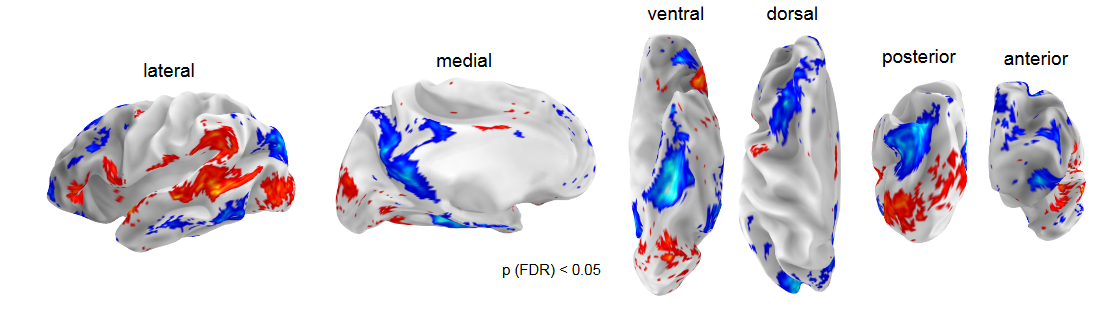 lateral
medial
ventral
dorsal
posterior
anterior
p (FDR) < 0.05